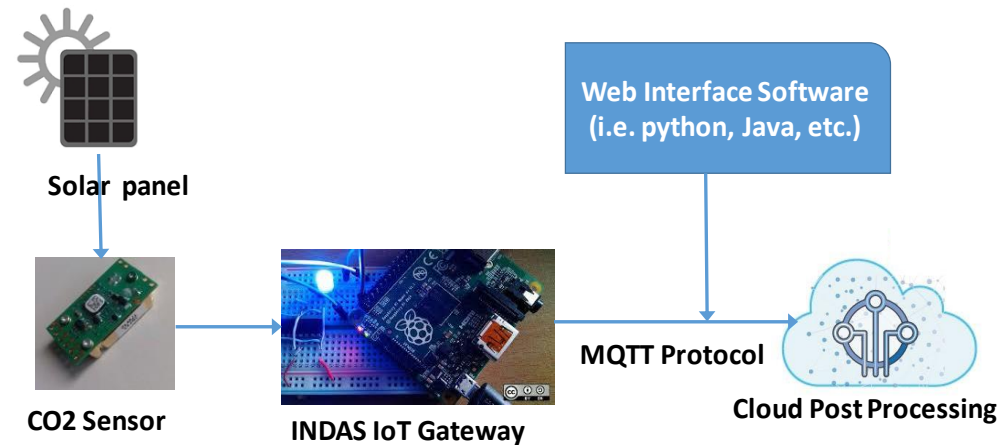 Solar panel
Web Interface Software
(i.e. python, Java, etc.)
MQTT Protocol
CO2 Sensor
INDAS IoT Gateway
Cloud Post Processing